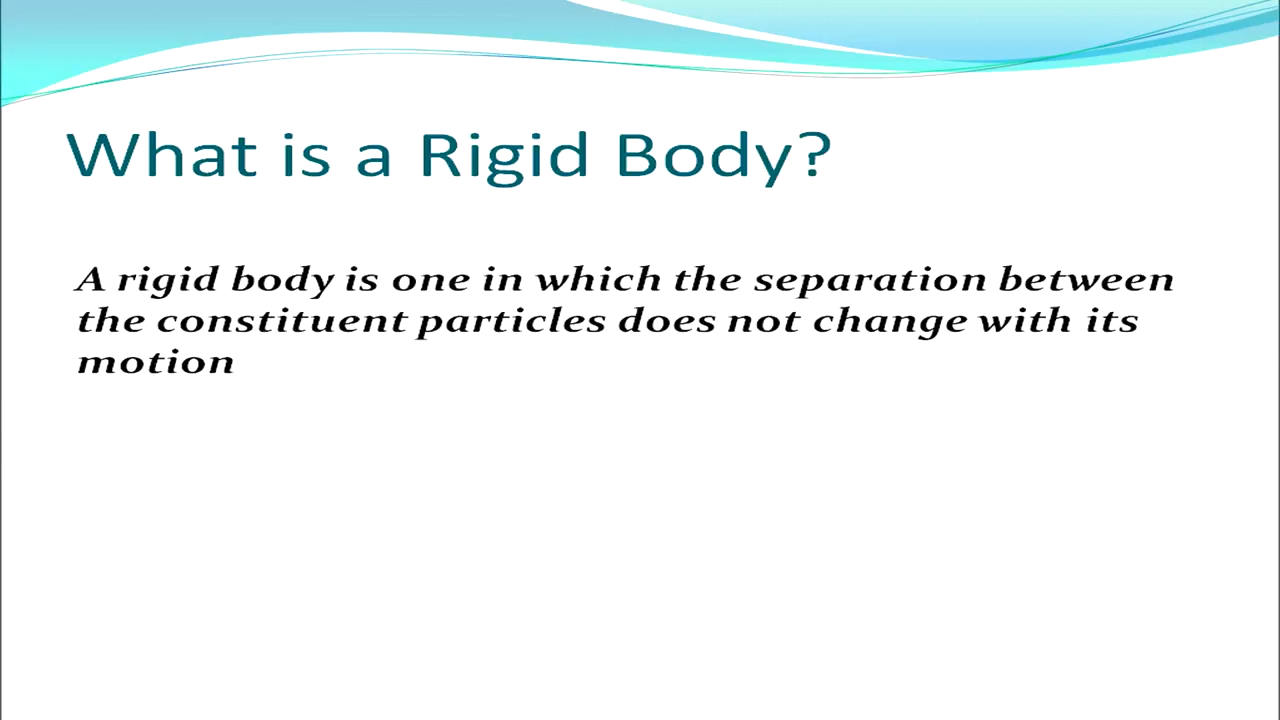 What is a Rigid Body?
A rigid body is one in which the separation between
the constituent particles does not change with its
motion